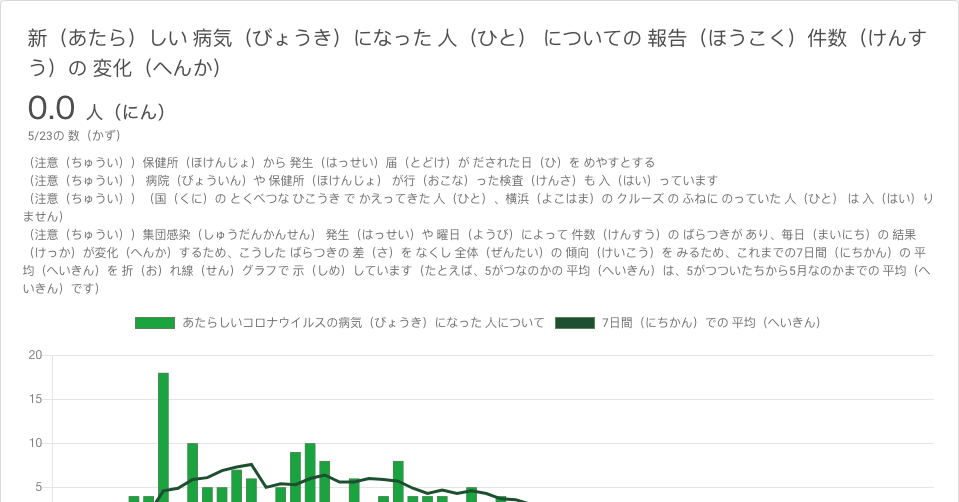 新（あたら）しい 病気（びょうき）になった 人（ひと） についての 報告（ほうこく）件数（けんす
う）の 変化（へんか）
0.0 人（にん）
5/23の 数（かず）
（注意（ちゅうい））保健所（ほけんじょ）から 発生（はっせい）届（とどけ）が だされた日（ひ）を めやすとする
（注意（ちゅうい）） 病院（びょういん）や 保健所（ほけんじょ） が行（おこな）った検査（けんさ）も 入（はい）っています
（注意（ちゅうい））（国（くに）の とくべつな ひこうき で かえってきた 人（ひと）、横浜（よこはま）の クルーズ の ふねに のっていた 人（ひと） は 入（はい）り
ません）
（注意（ちゅうい））集団感染（しゅうだんかんせん） 発生（はっせい）や 曜日（ようび）によって 件数（けんすう）の ばらつきが あり、毎日（まいにち）の 結果
（けっか）が変化（へんか）するため、こうした ばらつきの 差（さ）を なくし 全体（ぜんたい）の 傾向（けいこう）を みるため、これまでの7日間（にちかん）の 平
均（へいきん）を 折（お）れ線（せん）グラフで 示（しめ）しています（たとえば、5がつなのかの 平均（へいきん）は、5がつついたちから5月なのかまでの 平均（へ
いきん）です）
あたらしいコロナウイルスの病気（びょうき）になった 人について 7日間（にちかん）での 平均（へいきん）
20
15
10
5